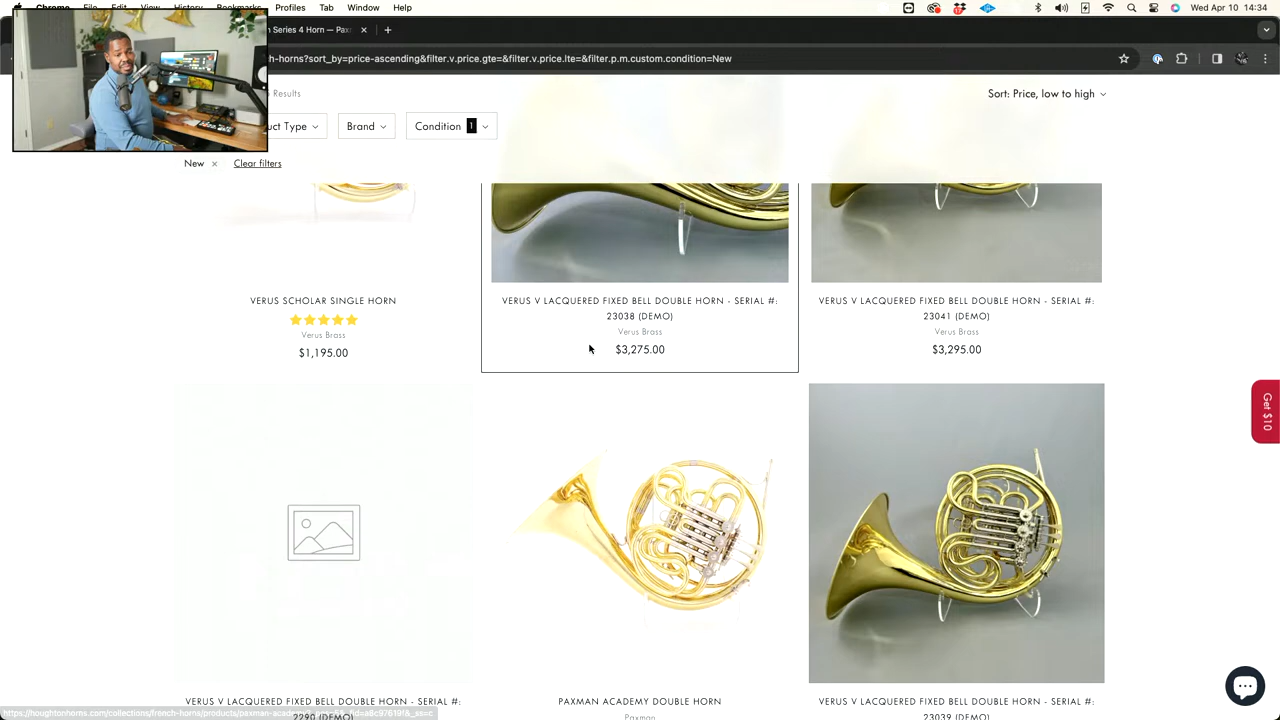 Chrome File Edit View History Bookmarks Profiles Tab Window Help
Wed Apr 10 14:34
n Series 4 Horn — Pax
h-horns?sort_by=price-ascending&filter.v.price.gte=&filter.v.price.lte=&filter.p.m.custom.condition=New
Results
Sort: Price, low to high
uct Type
Brand
Condition 1
New
Clear filters
VERUS SCHOLAR SINGLE HORN
Verus Brass
$1,195.00
VERUS V LACQUERED FIXED BELL DOUBLE HORN - SERIAL #:
23038 (DEMO)
Verus Brass
$3,275.00
VERUS V LACQUERED FIXED BELL DOUBLE HORN - SERIAL #:
23041 (DEMO)
Verus Brass
$3,295.00
Get $10
VERUS V LACQUERED FIXED BELL DOUBLE HORN - SERIAL #:
2290 (DEMO)
PAXMAN ACADEMY DOUBLE HORN
Paxman
VERUS V LACQUERED FIXED BELL DOUBLE HORN - SERIAL #:
23039 (DEMO)